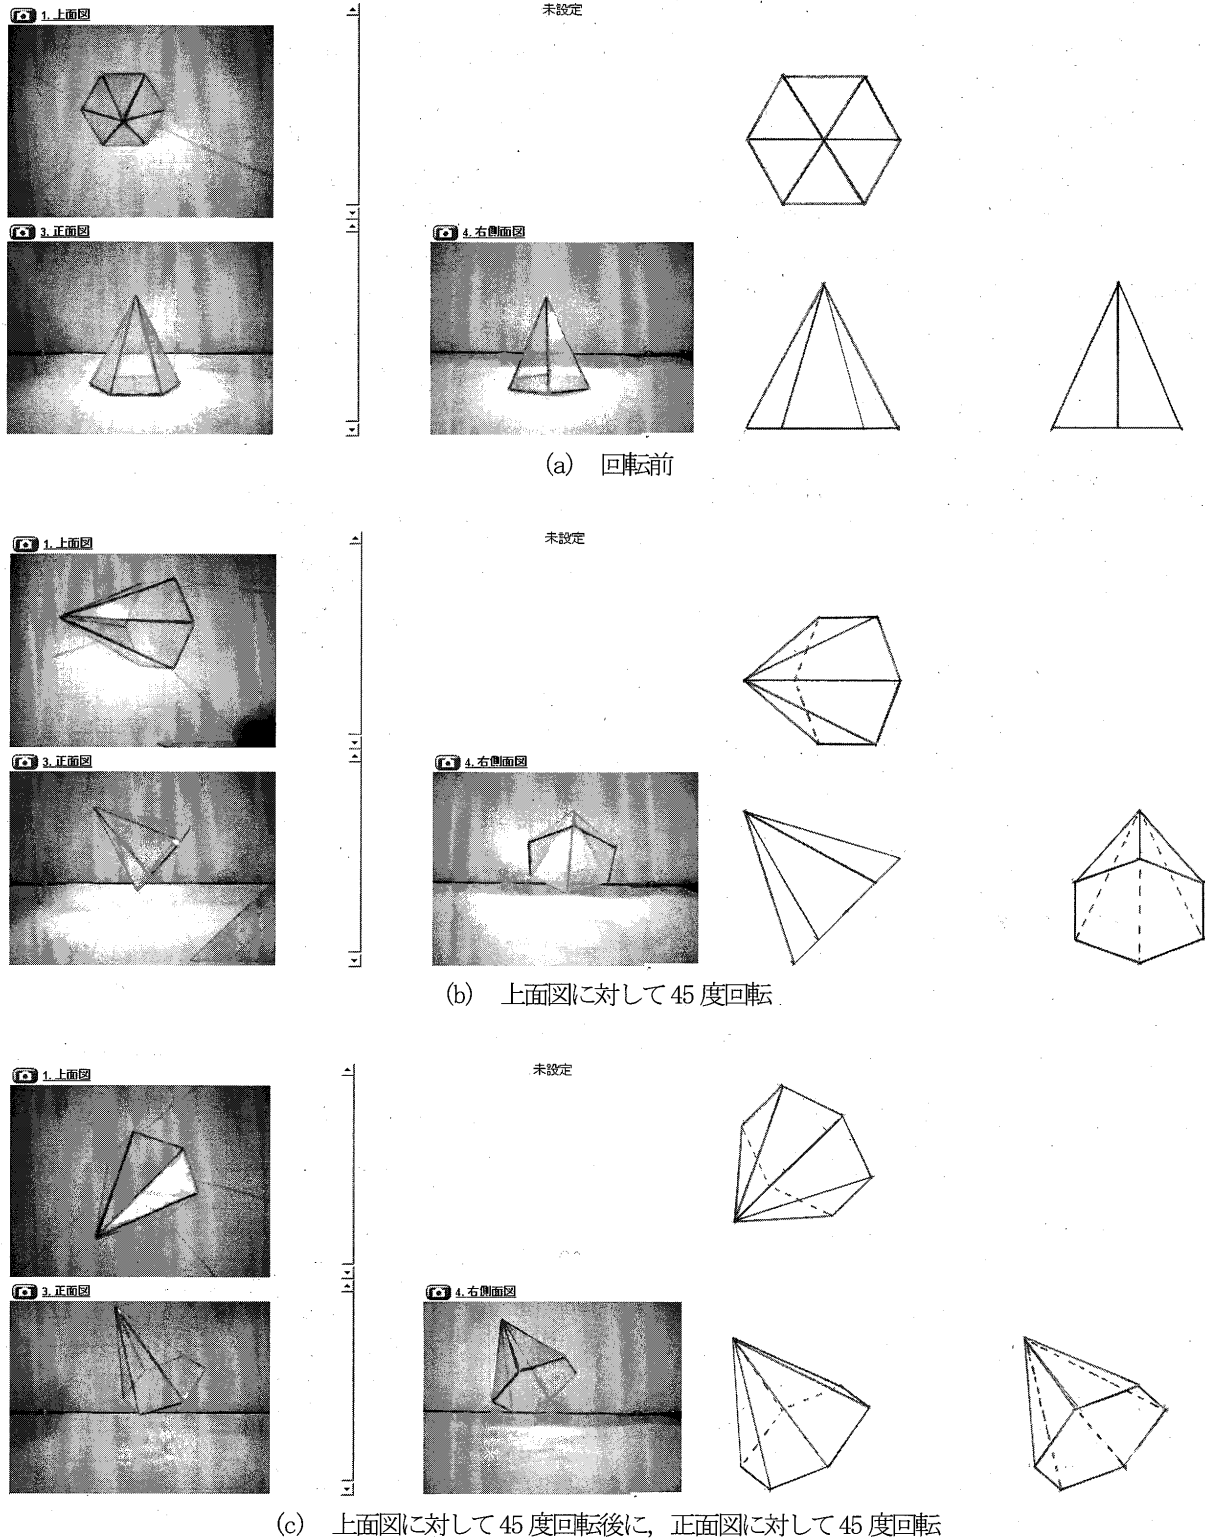 1. 上面図
未設定
3. 正面図
4. 右側面図
(a) 回転前
1. 上面図
未設定
3. 正面図
4. 右側面図
(b) 上面図に対して45度回転
1. 上面図
未設定
3. 正面図
4. 右側面図
(c) 上面図に対して45度回転後に，正面図に対して45度回転